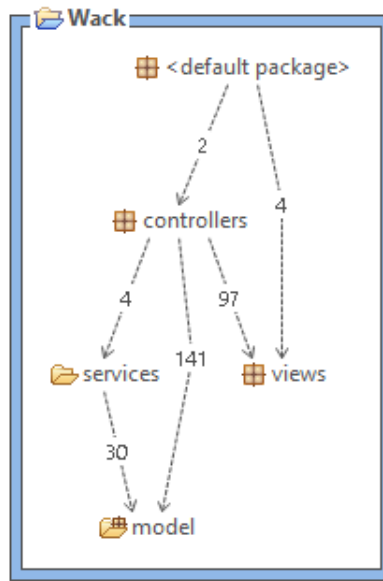 Wack
<default package>
2
4
controllers
4
97
141
services
views
30
model